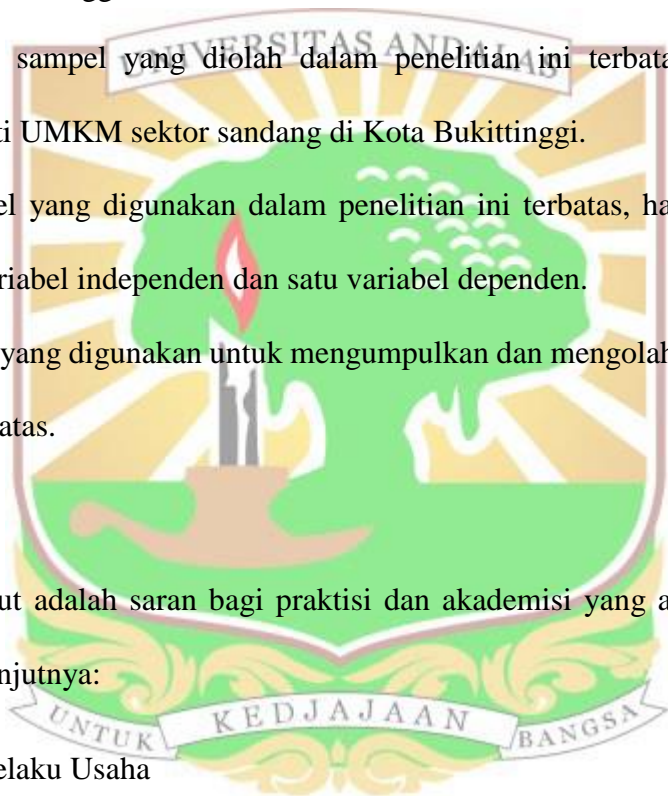 sampel yang diolah dalam penelitian ini
UNIVERSITAS ANDALAS
ti UMKM sektor sandang di Kota Bukittinggi.
el yang digunakan dalam penelitian ini terbatas, ha
riabel independen dan satu variabel dependen.
yang digunakan untuk mengumpulkan dan mengolah
atas.
ut adalah saran bagi praktisi dan akademisi yang a
njutnya:
UNTUK KEDJAJAAN BANGSA
elaku Usaha